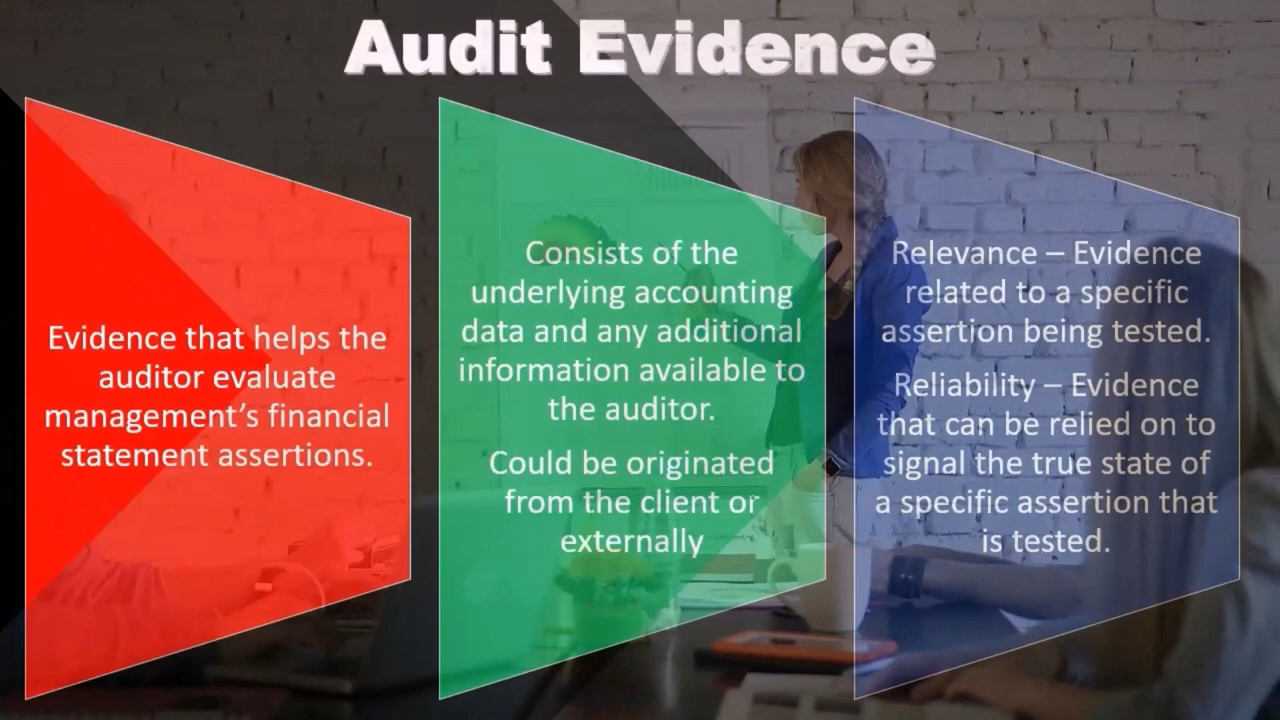 Audit Evidence
Evidence that helps the
auditor evaluate
management’s financial
statement assertions.
Consists of the
underlying accounting
data and any additional
information available to
the auditor.
Could be originated
from the client or
externally
Relevance – Evidence
related to a specific
assertion being tested.
Reliability – Evidence
that can be relied on to
signal the true state of
a specific assertion that
is tested.